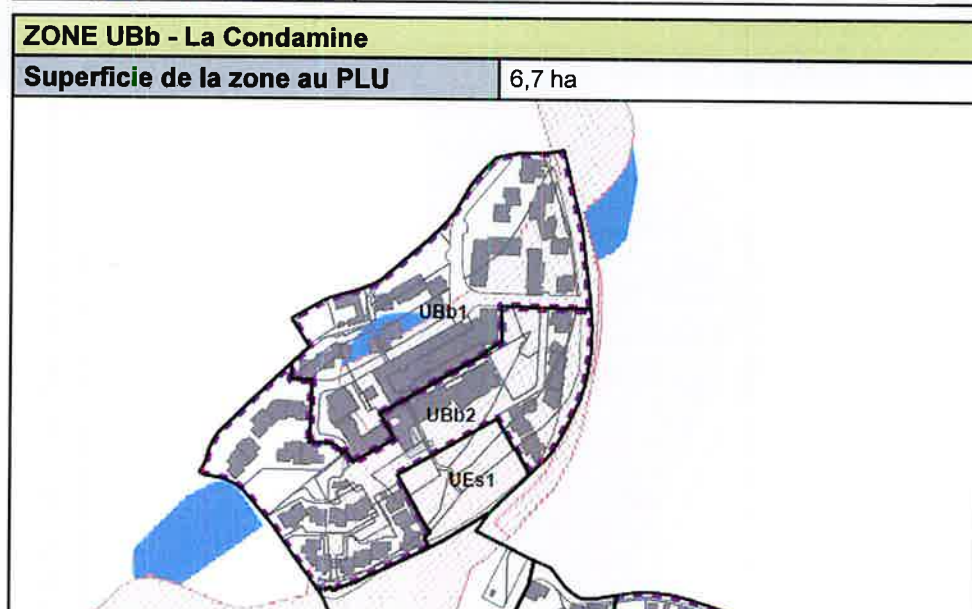 ZONE UBb - La Condamine
Superficie de la zone au PLU 6,7 ha
UBb1
UBb2
UEs1